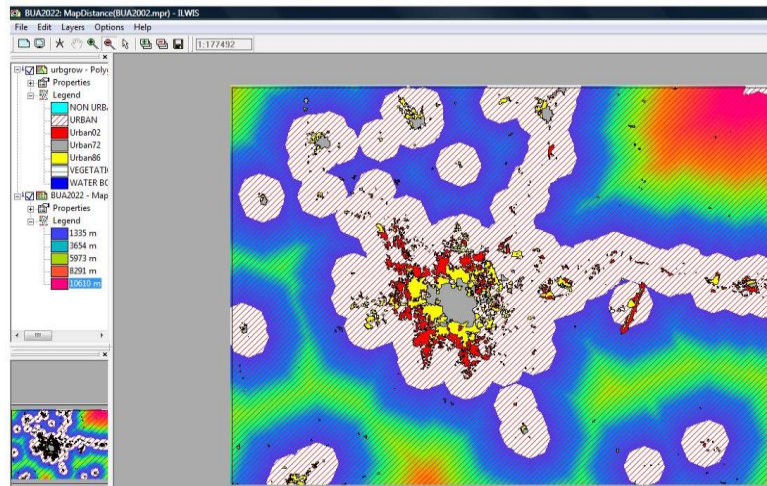 BUA2022: MapDistance(BUA2002.mpr) - ILWIS
File Edit Layers Options Help
1:177492
urbgrow - Poly
Properties
Legend
NON URB
URBAN
Urban02
Urban72
Urban86
VEGETATI
WATER BC
BUA2022 - Map
Properties
Legend
1335 m
3654 m
5973 m
8291 m
10610 m